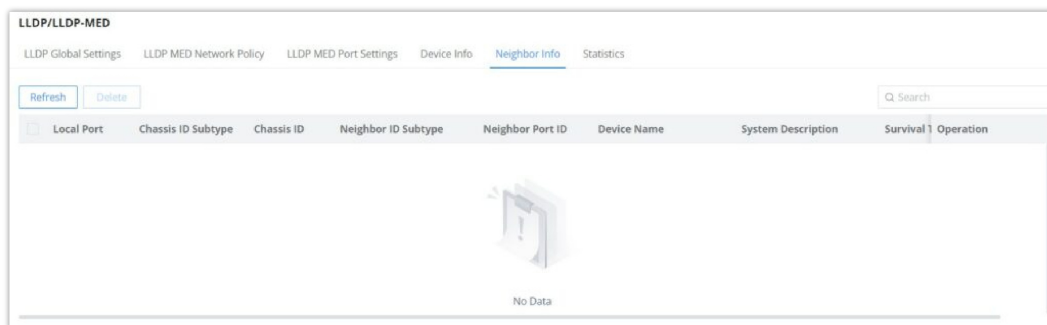 LLDP/LLDP-MED
LLDP Global Settings LLDP MED Network Policy LLDP MED Port Settings Device Info Neighbor Info Statistics
Refresh Delete Search
Local Port Chassis ID Subtype Chassis ID Neighbor ID Subtype Neighbor Port ID Device Name System Description Survival Operation
No Data